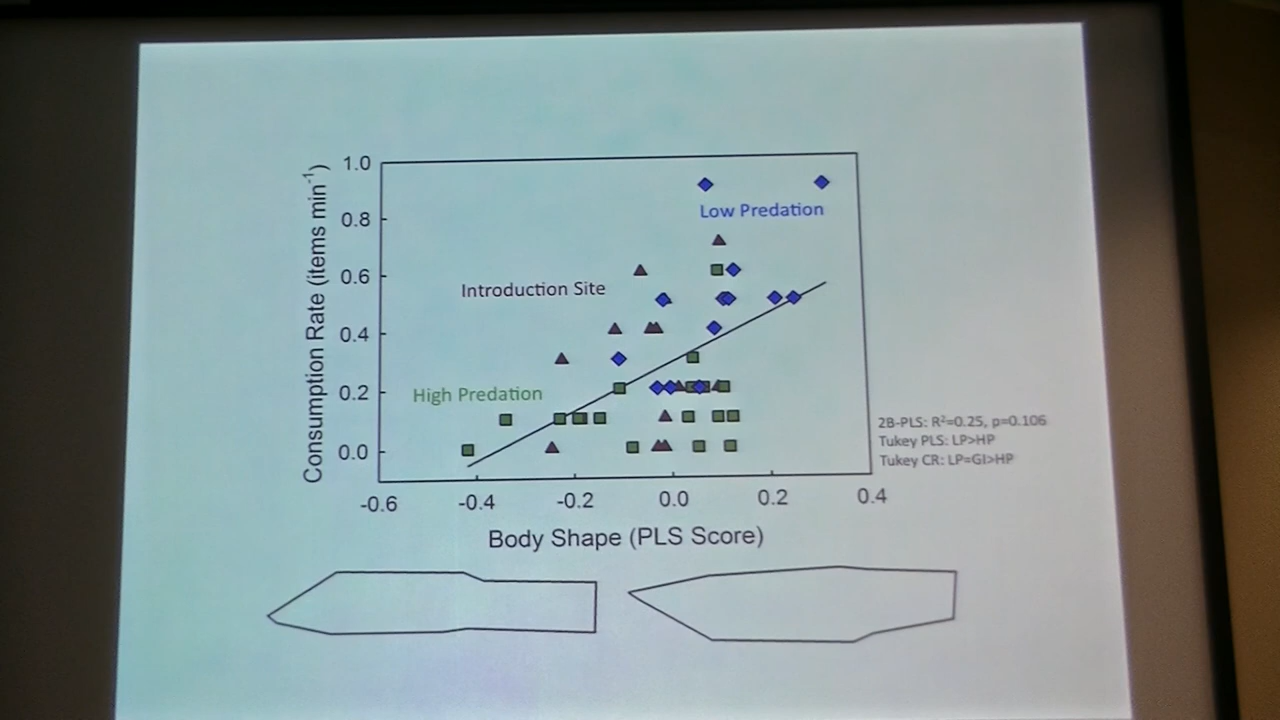 Consumption Rate (items min⁻¹)
1.0
0.8
0.6
0.4
0.2
0.0
Low Predation
Introduction Site
High Predation
2B-PLS: R²=0.25, p=0.106
Tukey PLS: LP>HP
Tukey CR: LP=GI>HP
-0.6 -0.4 -0.2 0.0 0.2 0.4
Body Shape (PLS Score)